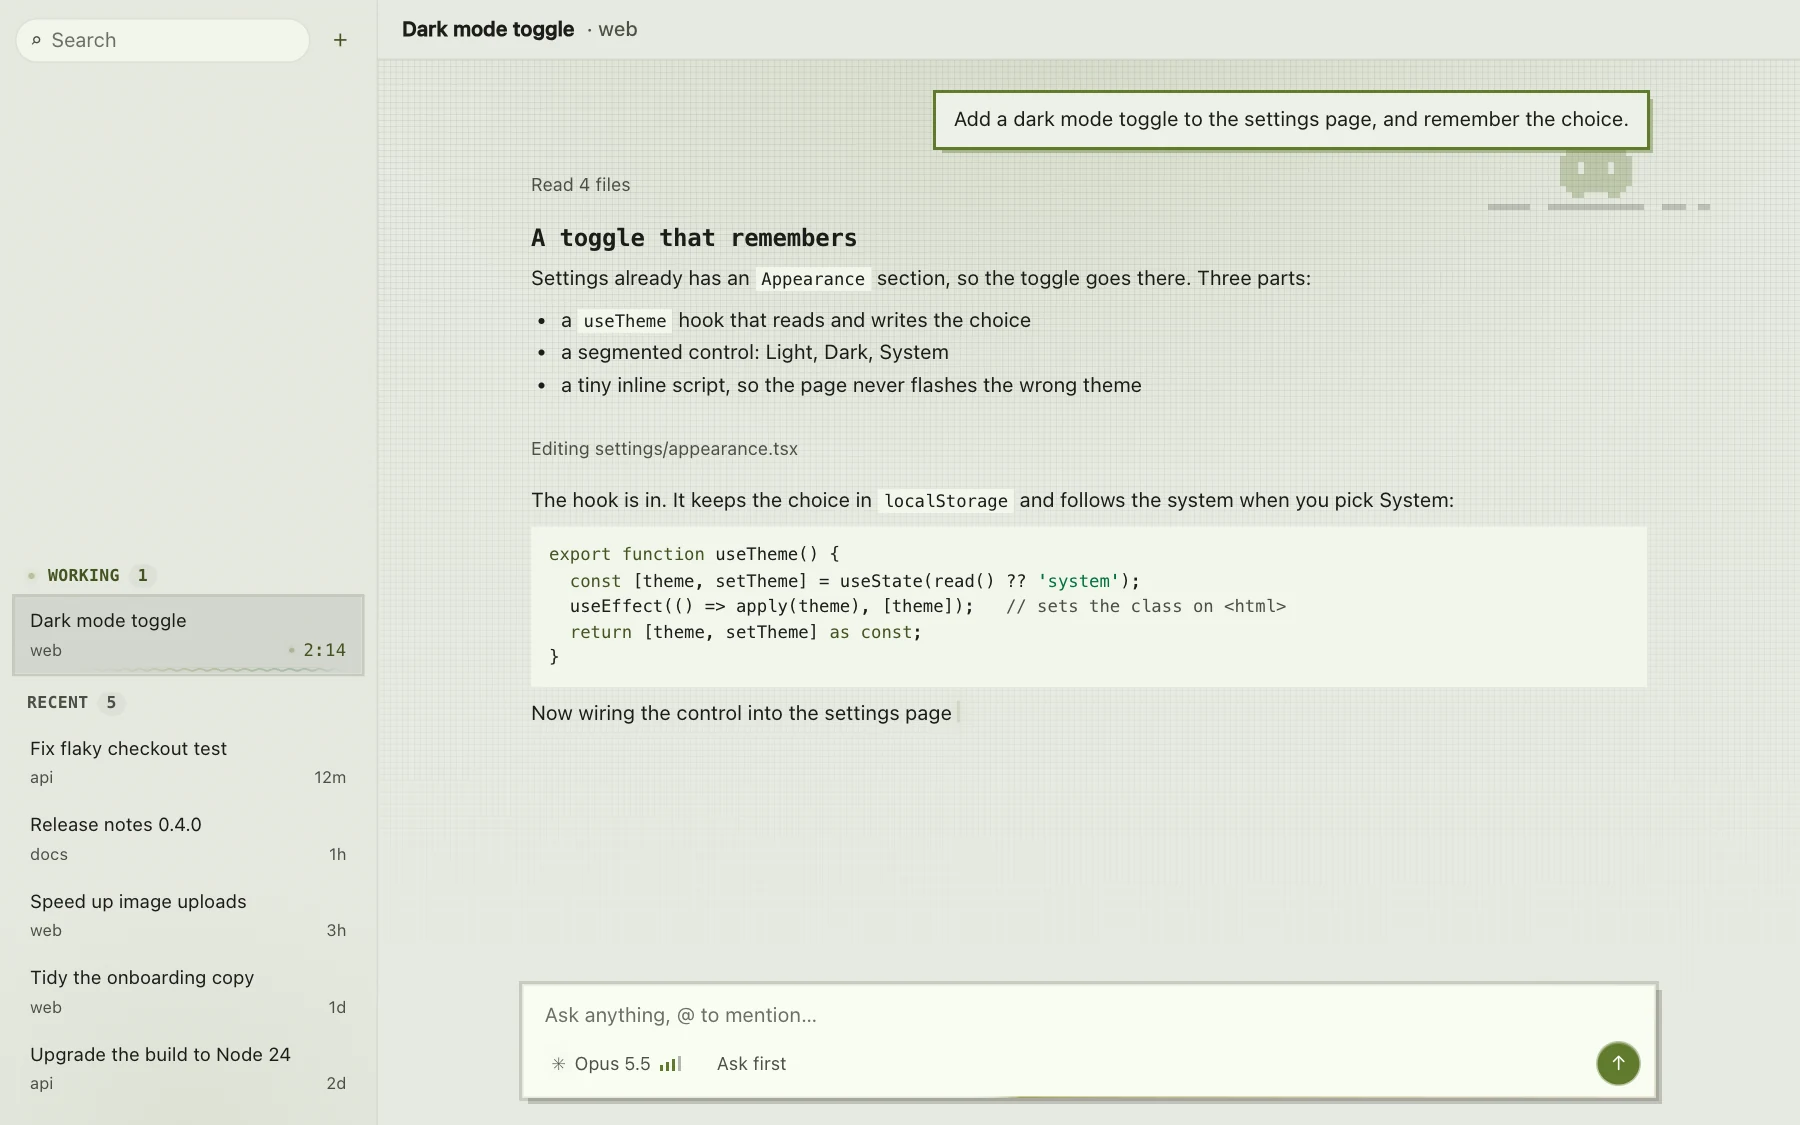 Search
+
WORKING 1
Dark mode toggle
web
2:14
RECENT 5
Fix flaky checkout test
api
12m
Release notes 0.4.0
docs
1h
Speed up image uploads
web
3h
Tidy the onboarding copy
web
1d
Upgrade the build to Node 24
api
2d
Dark mode toggle · web
Add a dark mode toggle to the settings page, and remember the choice.
Read 4 files
A toggle that remembers
Settings already has an Appearance section, so the toggle goes there. Three parts:
• a useTheme hook that reads and writes the choice
• a segmented control: Light, Dark, System
• a tiny inline script, so the page never flashes the wrong theme
Editing settings/appearance.tsx
The hook is in. It keeps the choice in localStorage and follows the system when you pick System:
export function useTheme() {
  const [theme, setTheme] = useState(read() ?? 'system');
  useEffect(() => apply(theme), [theme]);   // sets the class on <html>
  return [theme, setTheme] as const;
}
Now wiring the control into the settings page
Ask anything, @ to mention...
Opus 5.5
Ask first